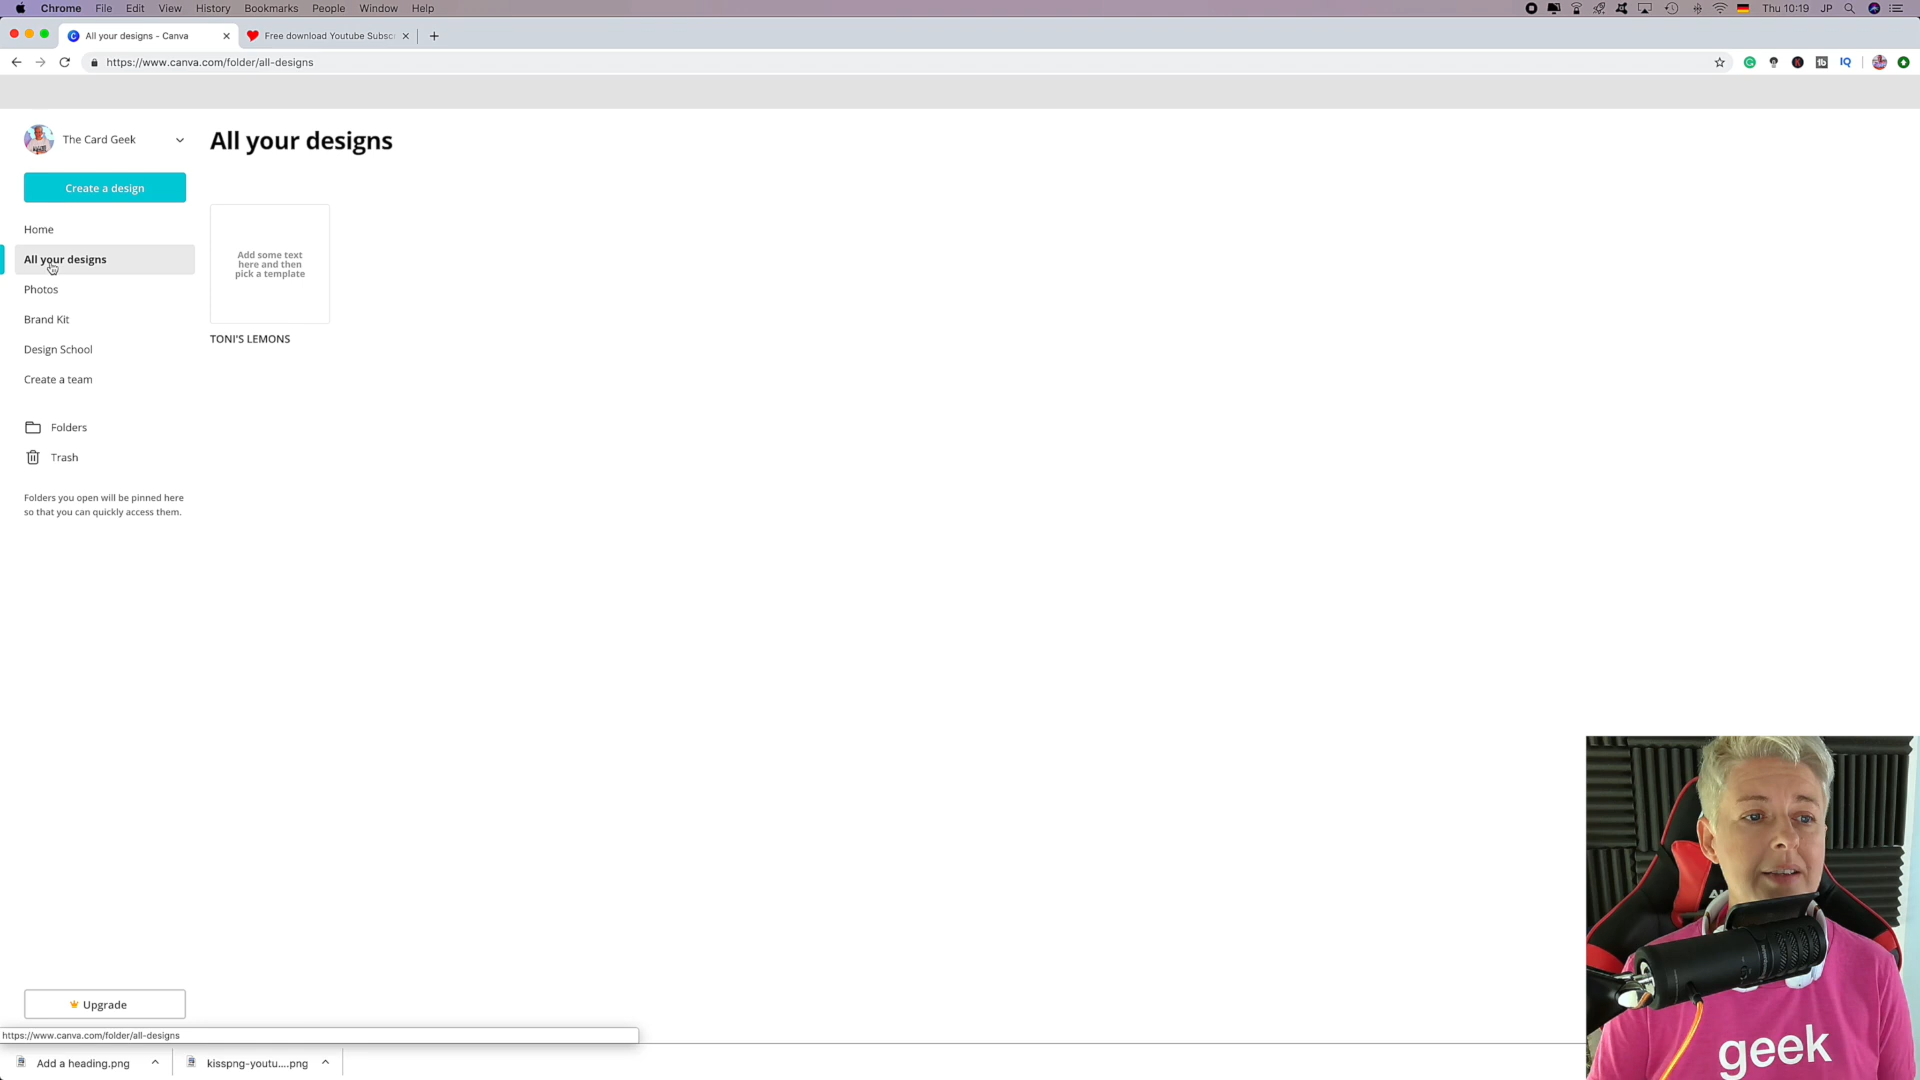 Chrome File Edit View History Bookmarks People Window Help Thu 10:19 JP
All your designs - Canva Free download Youtube Subsc
https://www.canva.com/folder/all-designs
IQ
The Card Geek
All your designs
Create a design
Home
All your designs
Photos
Brand Kit
Design School
Create a team
Folders
Trash
Folders you open will be pinned here
so that you can quickly access them.
Add some text
here and then
pick a template
TONI'S LEMONS
Upgrade
https://www.canva.com/folder/all-designs
Add a heading.png kisspng-youtu....png
geek